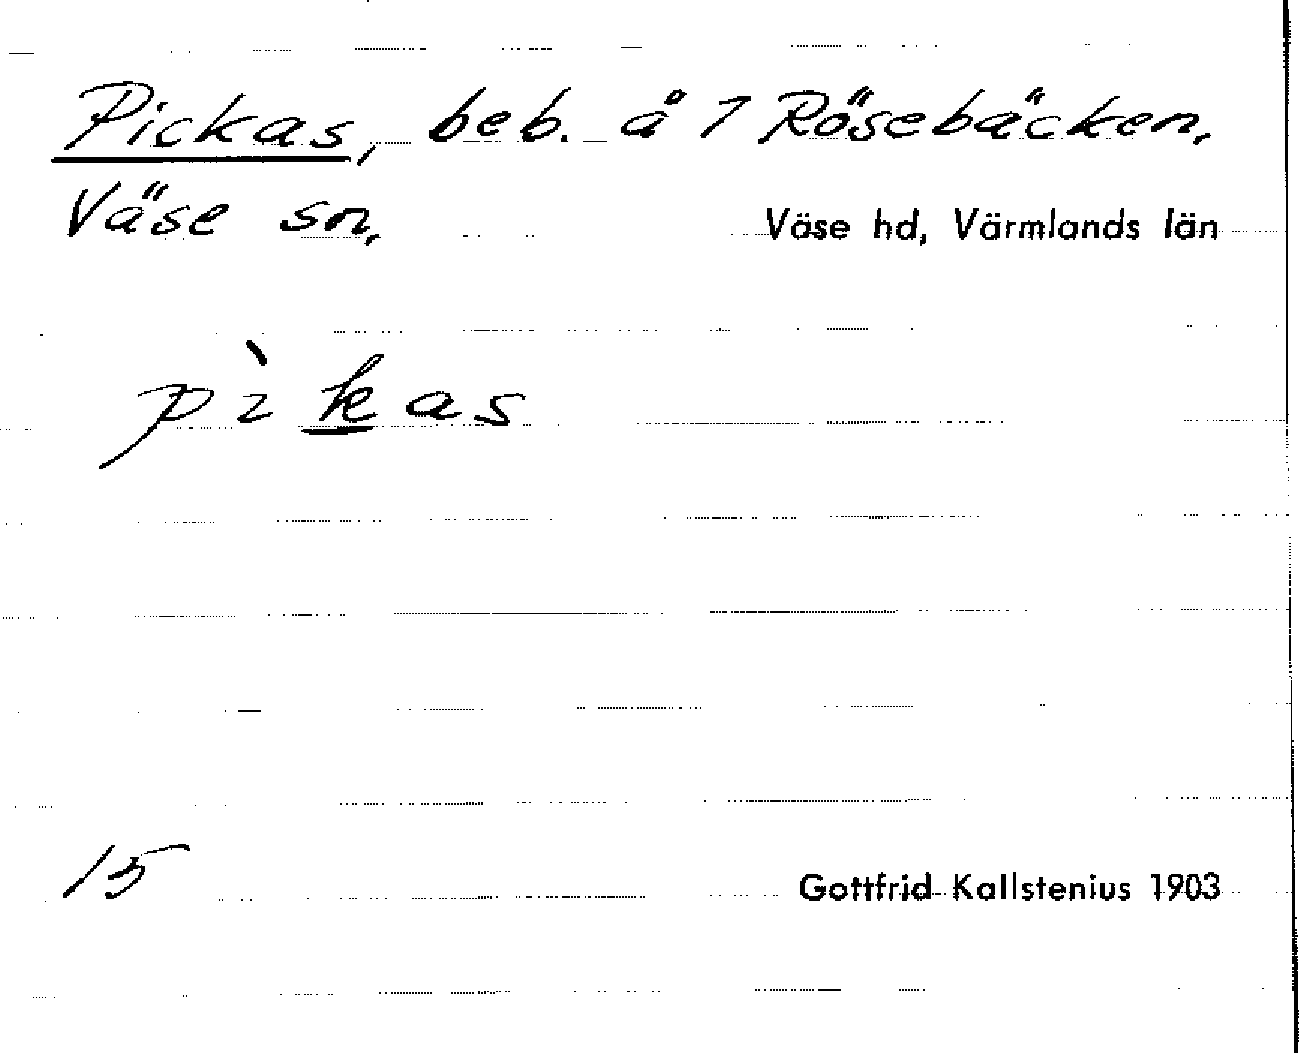 Pickas, beb. å 1 Rösebäcken,
Väse sn, Väse hd, Värmlands län
pìkas
15 Gottfrid Kallstenius 1903